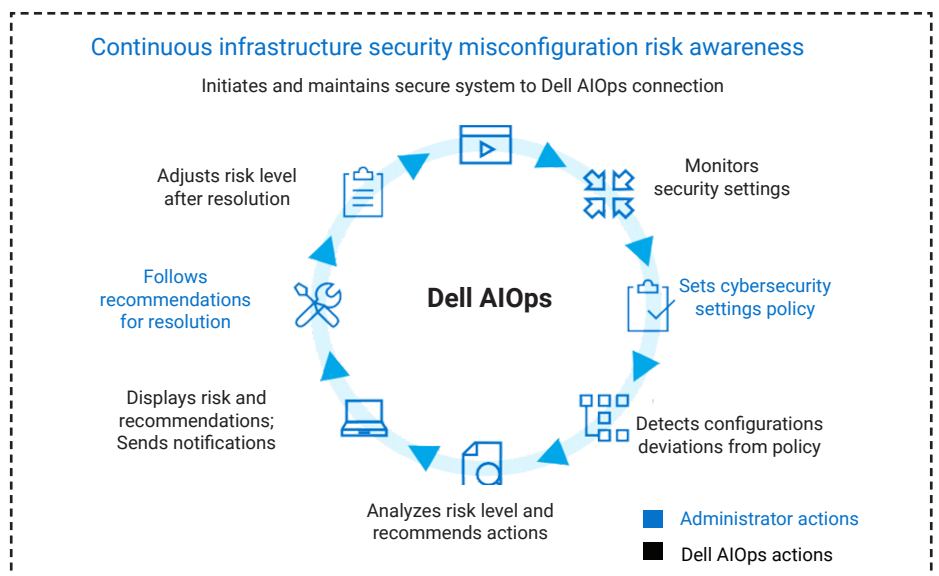 Continuous infrastructure security misconfiguration risk awareness
Initiates and maintains secure system to Dell AIOps connection
Monitors
security settings
Sets cybersecurity
settings policy
Detects configurations
deviations from policy
Analyzes risk level and
recommends actions
Displays risk and
recommendations;
Sends notifications
Follows
recommendations
for resolution
Adjusts risk level
after resolution
Dell AIOps
Administrator actions
Dell AIOps actions